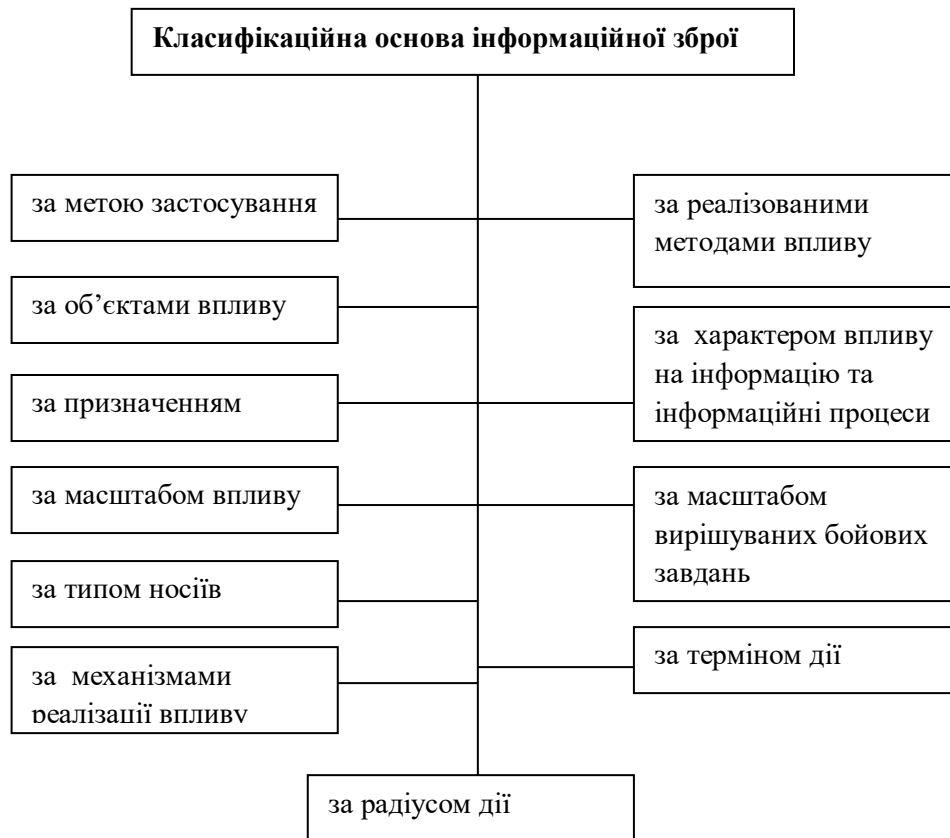 Класифікаційна основа інформаційної зброї
за метою застосування
за об’єктами впливу
за призначенням
за масштабом впливу
за типом носіїв
за механізмами
реалізації впливу
за реалізованими
методами впливу
за характером впливу
на інформацію та
інформаційні процеси
за масштабом
вирішуваних бойових
завдань
за терміном дії
за радіусом дії